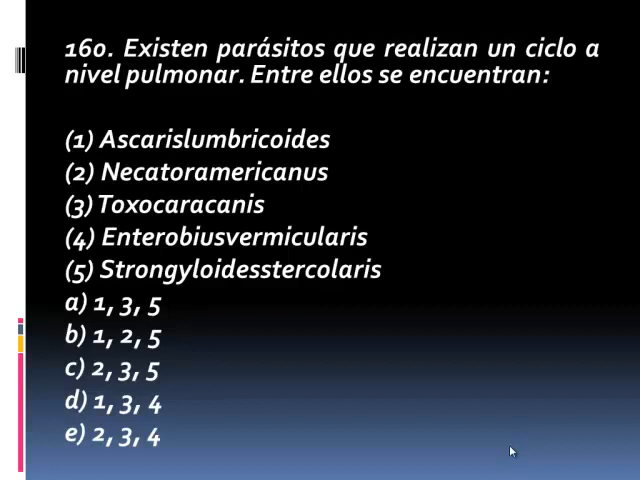 160. Existen parásitos que realizan un ciclo a
nivel pulmonar. Entre ellos se encuentran:
(1) Ascarislumbricoides
(2) Necatoramericanus
(3) Toxocaracanis
(4) Enterobiusvermicularis
(5) Strongyloidesstercolaris
a) 1, 3, 5
b) 1, 2, 5
c) 2, 3, 5
d) 1, 3, 4
e) 2, 3, 4